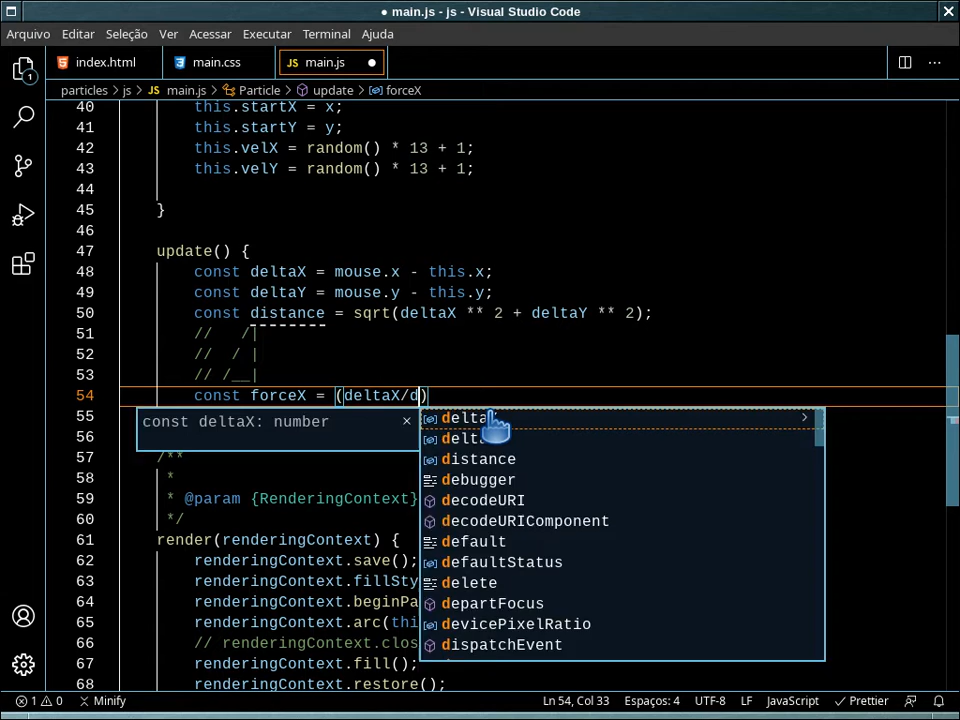 ● main.js - js - Visual Studio Code
Arquivo Editar Seleção Ver Acessar Executar Terminal Ajuda
index.html main.css JS main.js ●
particles > js > JS main.js > Particle > update > forceX
1
40 this.startX = x;
41 this.startY = y;
42 this.velX = random() * 13 + 1;
43 this.velY = random() * 13 + 1;
44
45 }
46
47 update() {
48 const deltaX = mouse.x - this.x;
49 const deltaY = mouse.y - this.y;
50 const distance = sqrt(deltaX ** 2 + deltaY ** 2);
51 //   /|
52 //  / |
53 // /__|
54 const forceX = (deltaX/d)
55
const deltaX: number ×
56
57 /**
58 *
59 * @param {RenderingContext}
60 */
61 render(renderingContext) {
62 renderingContext.save();
63 renderingContext.fillSty
64 renderingContext.beginPa
65 renderingContext.arc(thi
66 // renderingContext.clos
67 renderingContext.fill();
68 renderingContext.restore();
distance
debugger
decodeURI
decodeURIComponent
default
defaultStatus
delete
departFocus
devicePixelRatio
dispatchEvent
1 0 Minify Ln 54, Col 33 Espaços: 4 UTF-8 LF JavaScript Prettier